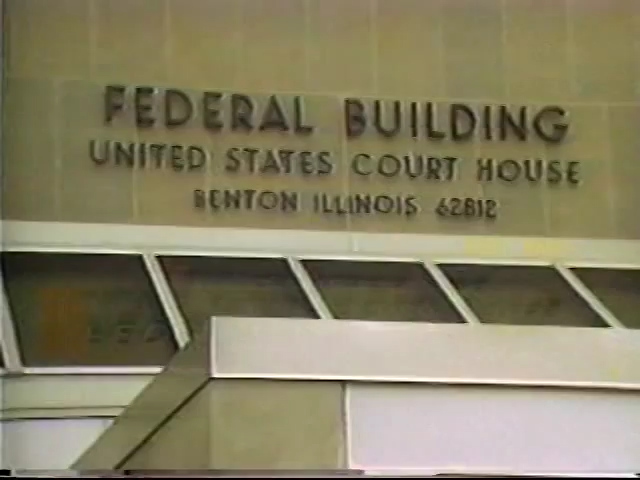 FEDERAL BUILDING
UNITED STATES COURT HOUSE
BENTON ILLINOIS 62812